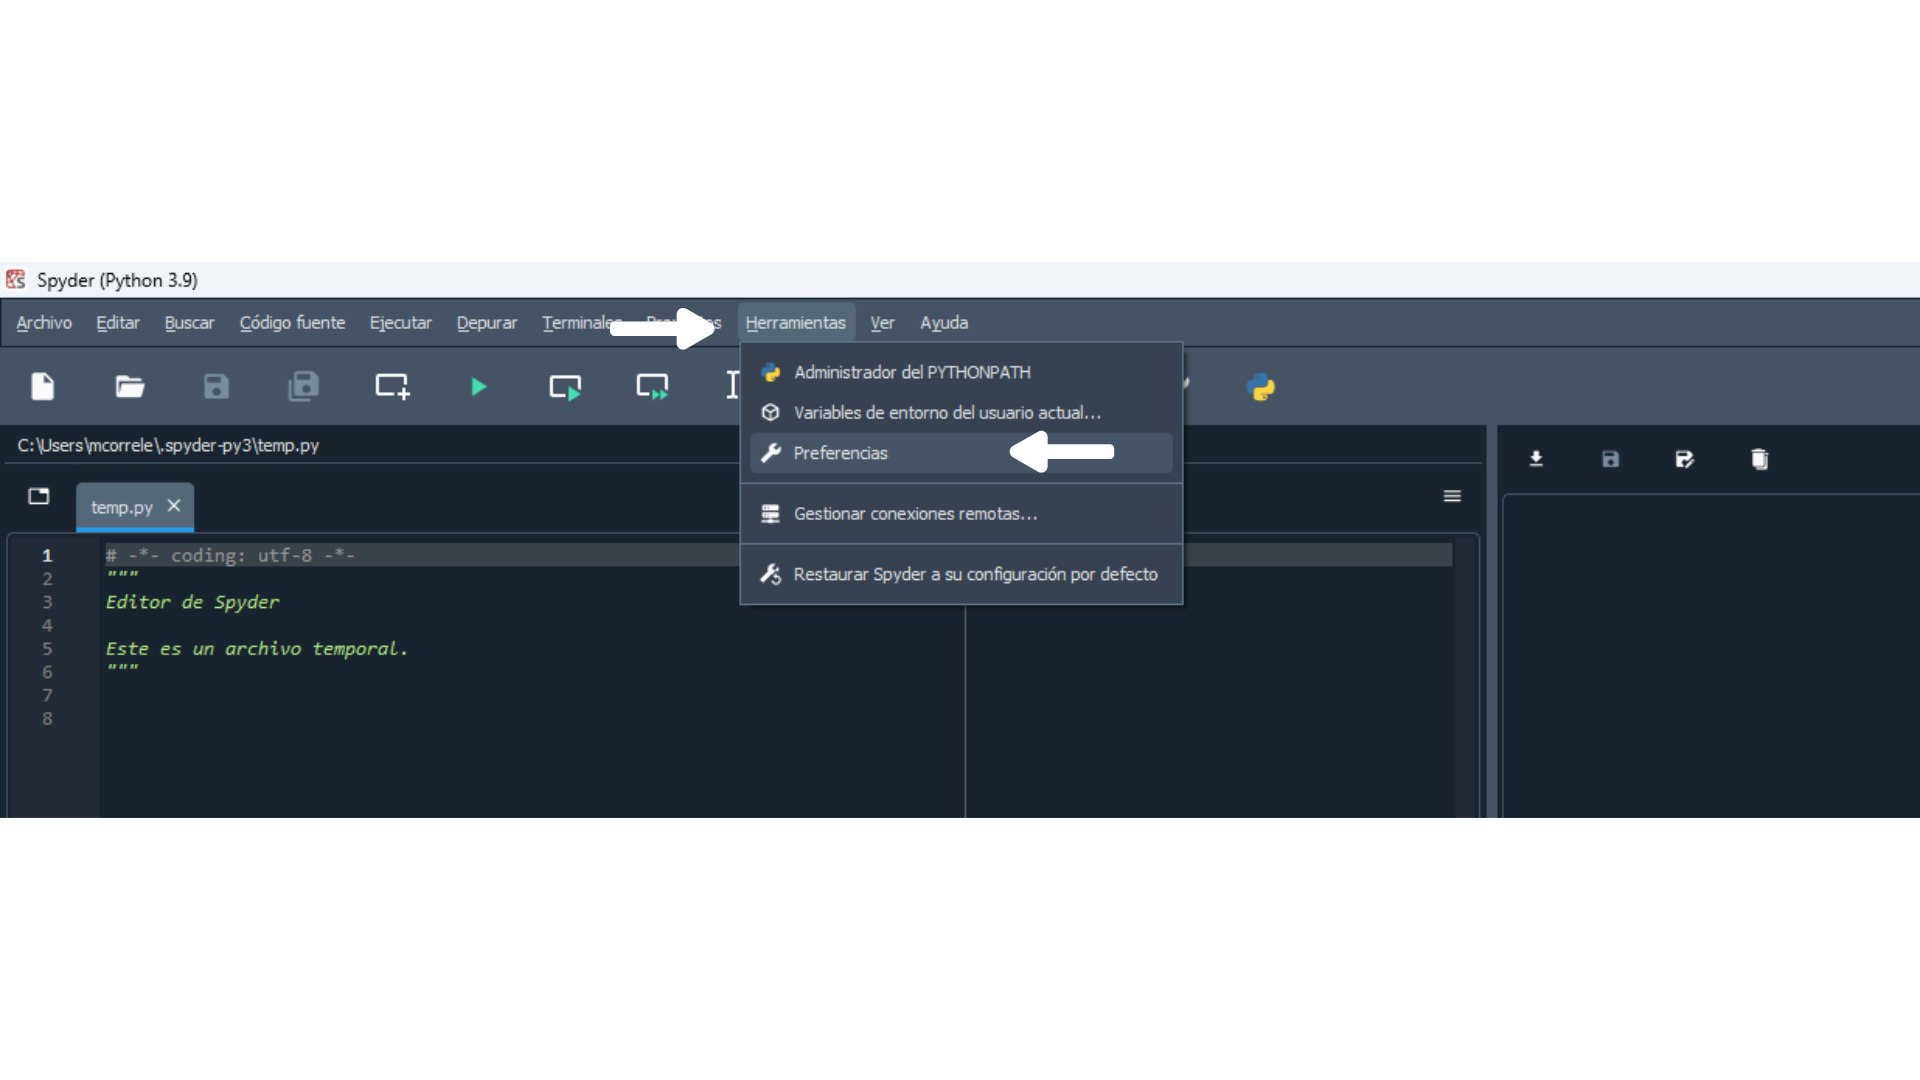 Spyder (Python 3.9)
Archivo Editar Buscar Código fuente Ejecutar Depurar Terminales Herramientas Ver Ayuda
Administrador del PYTHONPATH
Variables de entorno del usuario actual...
Preferencias
Gestionar conexiones remotas...
Restaurar Spyder a su configuración por defecto
C:\Users\mcorrele\.spyder-py3\temp.py
temp.py
1 # -*- coding: utf-8 -*-
2 """
3 Editor de Spyder
4
5 Este es un archivo temporal.
6 """
7
8